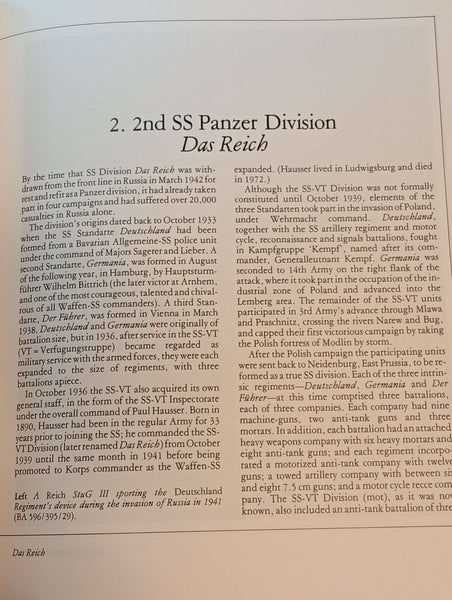 2. 2nd SS Panzer Division
Das Reich
By the time that SS Division Das Reich was with-
drawn from the front line in Russia in March 1942 for
rest and refit as a Panzer division, it had already taken
part in four campaigns and had suffered over 20,000
casualties in Russia alone.
The division's origins dated back to October 1933
when the SS Standarte Deutschland had been
formed from a Bavarian Allgemeine-SS police unit
under the command of Majors Sagerer and Lieber. A
second Standarte, Germania, was formed in August
of the following year, in Hamburg, by Hauptsturm-
führer Wilhelm Bittrich (the later victor at Arnhem,
and one of the most courageous, talented and chival-
rous of all Waffen-SS commanders). A third Stan-
darte, Der Führer, was formed in Vienna in March
1938. Deutschland and Germania were originally of
battalion size, but in 1936, after service in the SS-VT
(VT = Verfugungstruppe) became regarded as
military service with the armed forces, they were each
expanded to the size of regiments, with three
battalions apiece.
In October 1936 the SS-VT also acquired its own
general staff, in the form of the SS-VT Inspectorate
under the overall command of Paul Hausser. Born in
1890, Hausser had been in the regular Army for 33
years prior to joining the SS; he commanded the SS-
VT Division (later renamed Das Reich) from October
1939 until the same month in 1941 before being
promoted to Korps commander as the Waffen-SS
Left A Reich StuG III sporting the Deutschland
Regiment's device during the invasion of Russia in 1941
(BA 596/395/29).
expanded. (Hausser lived in Ludwigsburg and died
in 1972.)
Although the SS-VT Division was not formally
constituted until October 1939, elements of the
three Standarten took part in the invasion of Poland,
under Wehrmacht command. Deutschland,
together with the SS artillery regiment and motor
cycle, reconnaissance and signals battalions, fought
in Kampfgruppe 'Kempf', named after its com-
mander, Generalleutnant Kempf. Germania was
seconded to 14th Army on the right flank of the
attack, where it took part in the occupation of the in-
dustrial zone of Poland and advanced into the
Lemberg area. The remainder of the SS-VT units
participated in 3rd Army's advance through Mlawa
and Praschnitz, crossing the rivers Narew and Bug,
and capped their first victorious campaign by taking
the Polish fortress of Modlin by storm.
After the Polish campaign the participating units
were sent back to Neidenburg, East Prussia, to be re-
formed as a true SS division. Each of the three intrin-
sic regiments—Deutschland, Germania and Der
Führer—at this time comprised three battalions,
each of three companies. Each company had nine
machine-guns, two anti-tank guns and three
mortars. In addition, each battalion had an attached
heavy weapons company with six heavy mortars and
eight anti-tank guns; and each regiment incorpo-
rated a motorized anti-tank company with twelve
guns; a towed artillery company with between six
and eight 7.5 cm guns; and a motor cycle recce com-
pany. The SS-VT Division (mot), as it was now
known, also included an anti-tank battalion of three
Das Reich